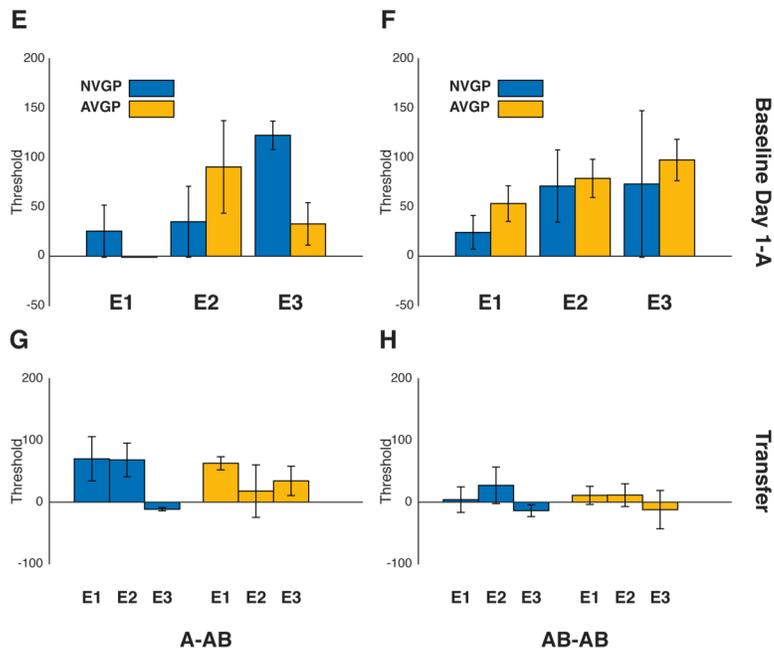 E
200
150
100
50
0
-50
Threshold
NVGP
AVGP
E1 E2 E3
F
200
150
100
50
0
-50
Threshold
NVGP
AVGP
E1 E2 E3
Baseline Day 1-A
G
200
100
0
-100
Threshold
E1 E2 E3 E1 E2 E3
A-AB
H
200
100
0
-100
Threshold
E1 E2 E3 E1 E2 E3
AB-AB
Transfer